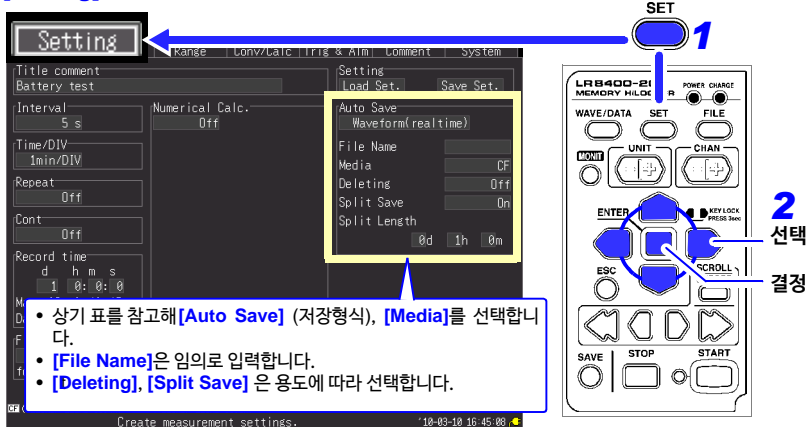 SET
1
Setting
Range Conv/Calc Trig & Alm Comment System
Title comment
Battery test
Setting
Load Set. Save Set.
Interval
5 s
Numerical Calc.
Off
Auto Save
Waveform(realtime)
File Name
Media CF
Deleting Off
Split Save On
Split Length
0d 1h 0m
Time/DIV
1min/DIV
Repeat
Off
Cont
Off
Record time
d h m s
1 0: 0: 0
• 상기 표를 참고해[Auto Save] (저장형식), [Media]를 선택합니
다.
• [File Name]은 임의로 입력합니다.
• [Deleting], [Split Save] 은 용도에 따라 선택합니다.
CF
Create measurement settings.
'10-03-10 16:45:08
LR8400-2
MEMORY HiLOGGER
POWER CHARGE
WAVE/DATA SET FILE
MONIT
UNIT CHAN
ENTER
KEY LOCK
PRESS 3sec
2
선택
결정
ESC
SCROLL
SAVE STOP START